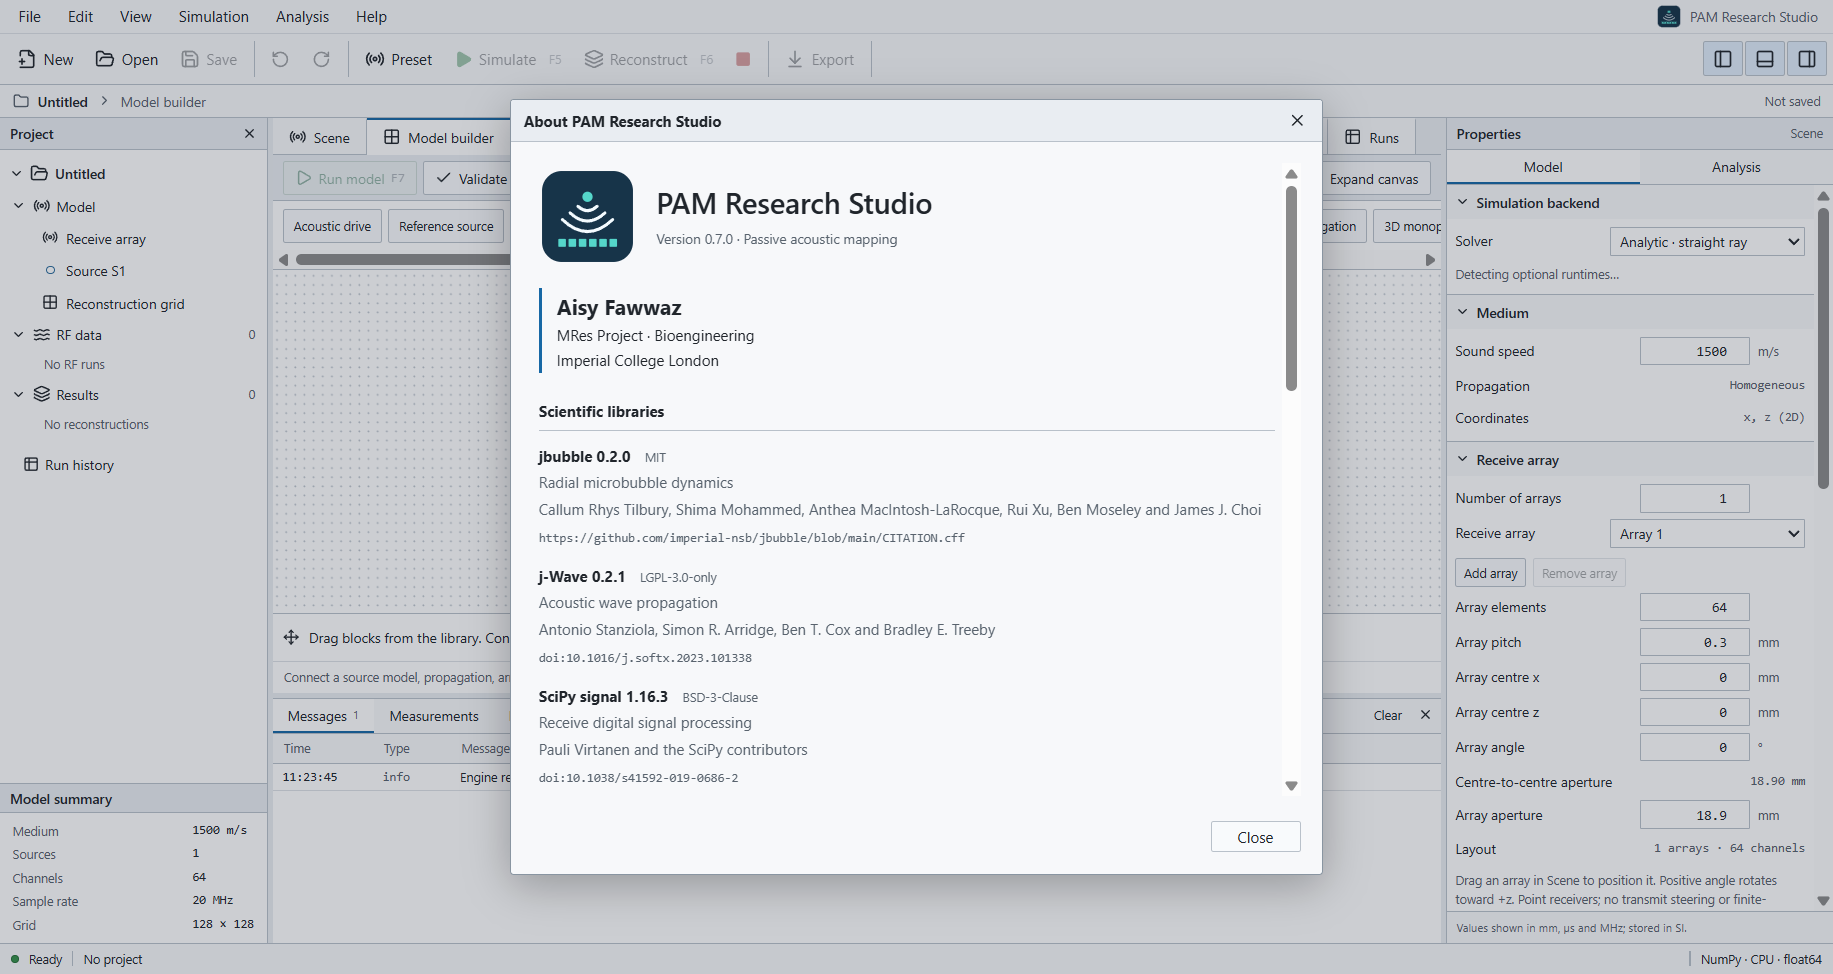 File Edit View Simulation Analysis Help PAM Research Studio
New Open Save Preset Simulate F5 Reconstruct F6 Export
Untitled Model builder Not saved
Project
Untitled
Model
Receive array
Source S1
Reconstruction grid
RF data 0
No RF runs
Results 0
No reconstructions
Run history
Model summary
Medium 1500 m/s
Sources 1
Channels 64
Sample rate 20 MHz
Grid 128 × 128
Scene Model builder Runs
Run model F7 Validate Expand canvas
Acoustic drive Reference source gation 3D monop
Drag blocks from the library. Con
Connect a source model, propagation, an
Messages 1 Measurements Clear
Time Type Message
11:23:45 info Engine re
About PAM Research Studio
PAM Research Studio
Version 0.7.0 · Passive acoustic mapping
Aisy Fawwaz
MRes Project · Bioengineering
Imperial College London
Scientific libraries
jbubble 0.2.0 MIT
Radial microbubble dynamics
Callum Rhys Tilbury, Shima Mohammed, Anthea MacIntosh-LaRocque, Rui Xu, Ben Moseley and James J. Choi
https://github.com/imperial-nsb/jbubble/blob/main/CITATION.cff
j-Wave 0.2.1 LGPL-3.0-only
Acoustic wave propagation
Antonio Stanziola, Simon R. Arridge, Ben T. Cox and Bradley E. Treeby
doi:10.1016/j.softx.2023.101338
SciPy signal 1.16.3 BSD-3-Clause
Receive digital signal processing
Pauli Virtanen and the SciPy contributors
doi:10.1038/s41592-019-0686-2
Close
Properties Scene
Model Analysis
Simulation backend
Solver Analytic · straight ray
Detecting optional runtimes...
Medium
Sound speed 1500 m/s
Propagation Homogeneous
Coordinates x, z (2D)
Receive array
Number of arrays 1
Receive array Array 1
Add array Remove array
Array elements 64
Array pitch 0.3 mm
Array centre x 0 mm
Array centre z 0 mm
Array angle 0 °
Centre-to-centre aperture 18.90 mm
Array aperture 18.9 mm
Layout 1 arrays · 64 channels
Drag an array in Scene to position it. Positive angle rotates
toward +z. Point receivers; no transmit steering or finite-
Values shown in mm, µs and MHz; stored in SI.
Ready No project NumPy · CPU · float64